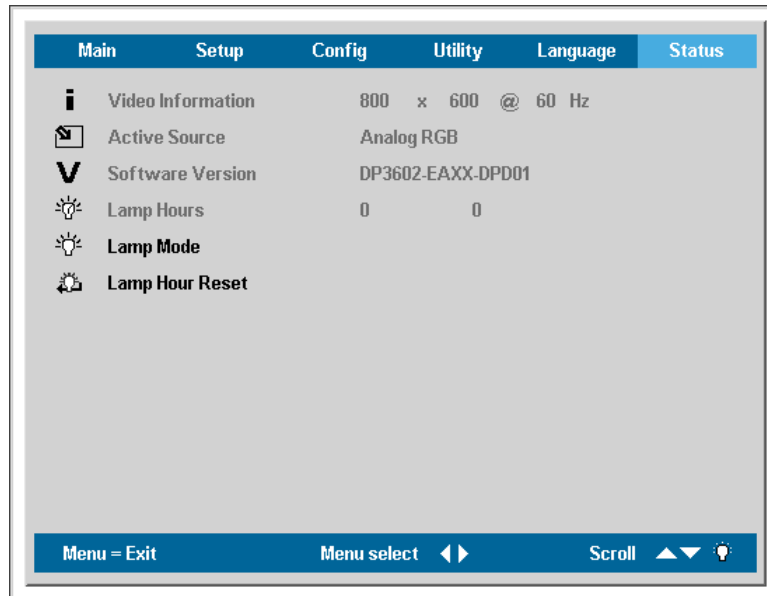 Main Setup Config Utility Language Status
i Video Information 800 x 600 @ 60 Hz
Active Source Analog RGB
V Software Version DP3602-EAXX-DPD01
Lamp Hours 0 0
Lamp Mode
Lamp Hour Reset
Menu = Exit Menu select Scroll